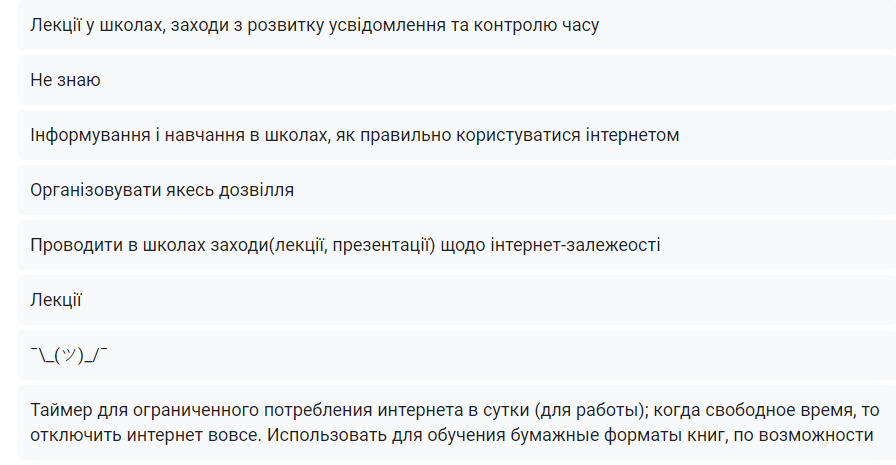 Лекції у школах, заходи з розвитку усвідомлення та контролю часу
Не знаю
Інформування і навчання в школах, як правильно користуватися інтернетом
Організовувати якесь дозвілля
Проводити в школах заходи(лекції, презентації) щодо інтернет-залежеості
Лекції
¯\_(ツ)_/¯
Таймер для ограниченного потребления интернета в сутки (для работы); когда свободное время, то
отключить интернет вовсе. Использовать для обучения бумажные форматы книг, по возможности